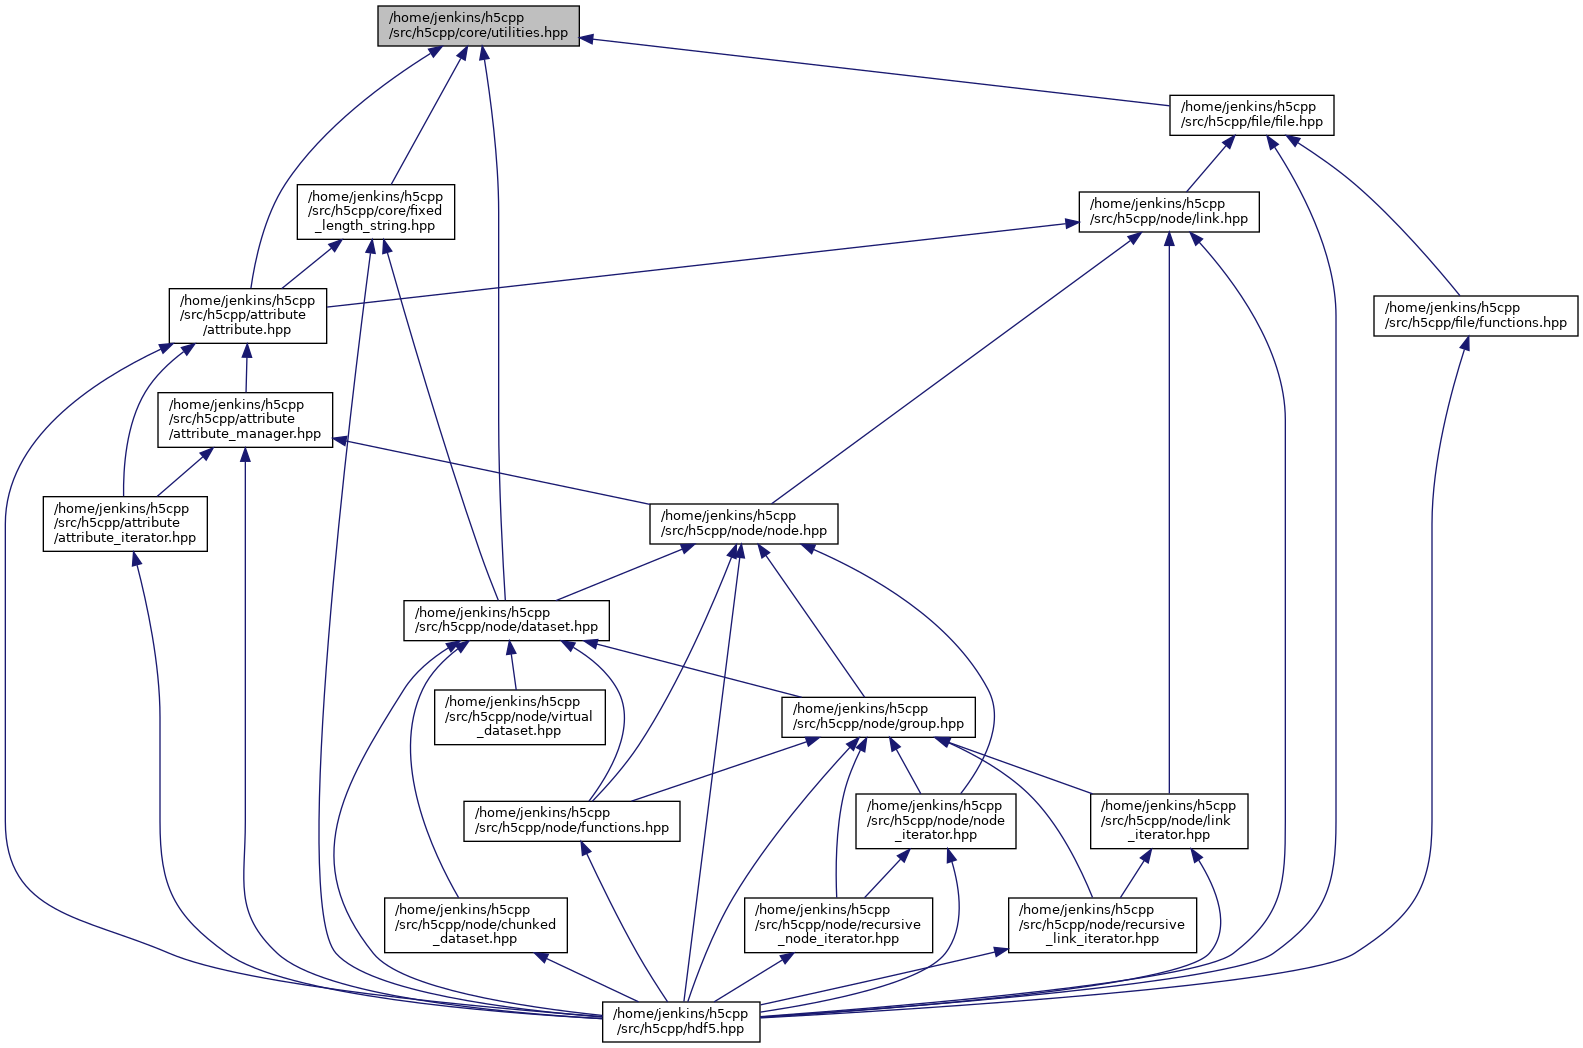 /home/jenkins/h5cpp
/src/h5cpp/core/utilities.hpp
/home/jenkins/h5cpp
/src/h5cpp/file/file.hpp
/home/jenkins/h5cpp
/src/h5cpp/core/fixed
_length_string.hpp
/home/jenkins/h5cpp
/src/h5cpp/node/link.hpp
/home/jenkins/h5cpp
/src/h5cpp/attribute
/attribute.hpp
/home/jenkins/h5cpp
/src/h5cpp/file/functions.hpp
/home/jenkins/h5cpp
/src/h5cpp/attribute
/attribute_manager.hpp
/home/jenkins/h5cpp
/src/h5cpp/attribute
/attribute_iterator.hpp
/home/jenkins/h5cpp
/src/h5cpp/node/node.hpp
/home/jenkins/h5cpp
/src/h5cpp/node/dataset.hpp
/home/jenkins/h5cpp
/src/h5cpp/node/virtual
_dataset.hpp
/home/jenkins/h5cpp
/src/h5cpp/node/group.hpp
/home/jenkins/h5cpp
/src/h5cpp/node/functions.hpp
/home/jenkins/h5cpp
/src/h5cpp/node/node
_iterator.hpp
/home/jenkins/h5cpp
/src/h5cpp/node/link
_iterator.hpp
/home/jenkins/h5cpp
/src/h5cpp/node/chunked
_dataset.hpp
/home/jenkins/h5cpp
/src/h5cpp/node/recursive
_node_iterator.hpp
/home/jenkins/h5cpp
/src/h5cpp/node/recursive
_link_iterator.hpp
/home/jenkins/h5cpp
/src/h5cpp/hdf5.hpp